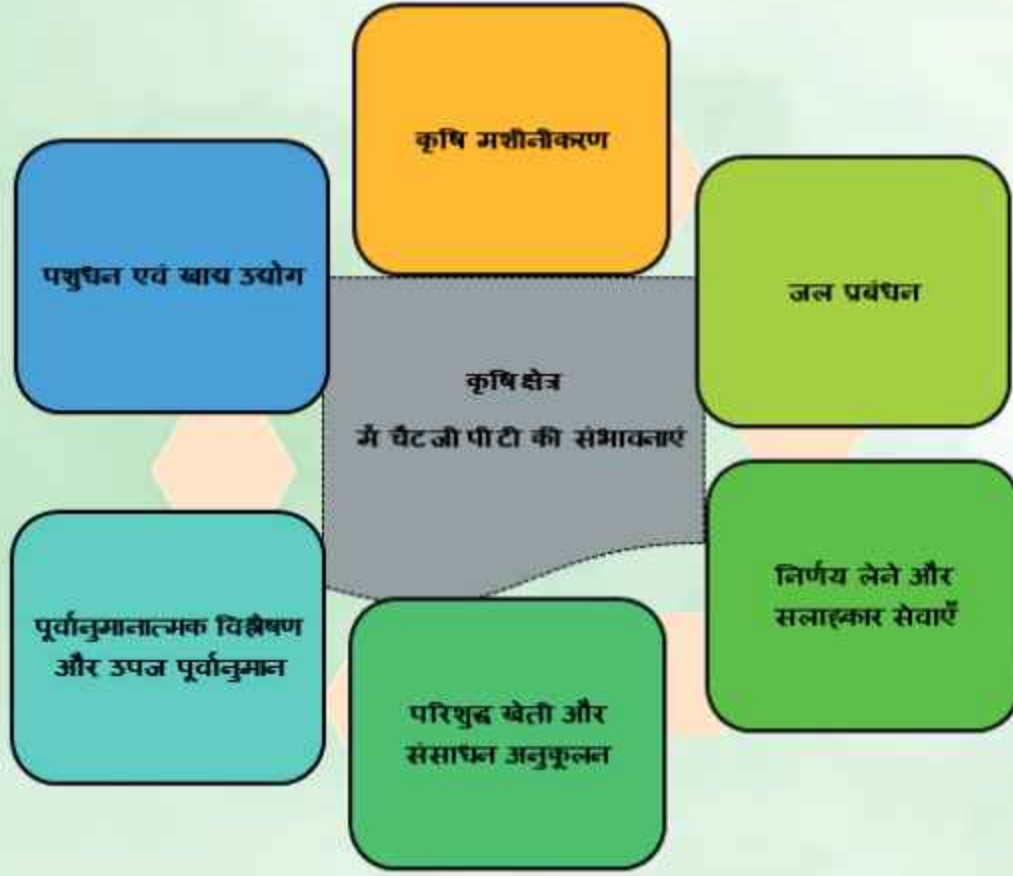 कृषि मशीनीकरण
पशुधन एवं खाद्य उद्योग
जल प्रबंधन
कृषि क्षेत्र
में चैट जी पी टी की संभावनाएं
निर्णय लेने और
सलाहकार सेवाएँ
पूर्वानुमानात्मक विश्लेषण
और उपज पूर्वानुमान
परिशुद्ध खेती और
संसाधन अनुकूलन